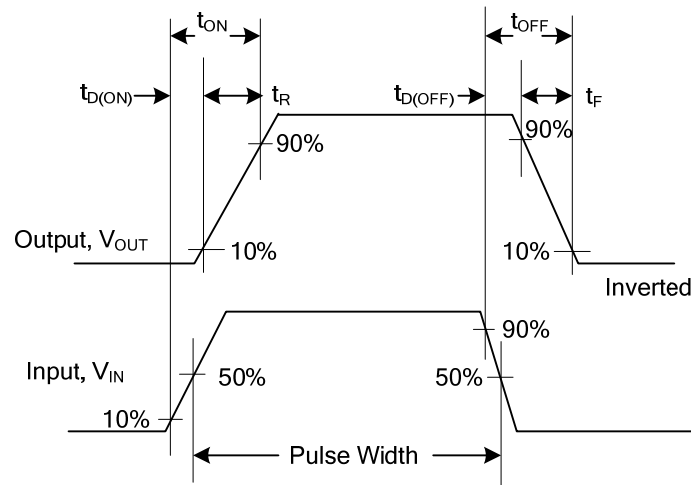 tON tOFF
tD(ON) tR tD(OFF) tF
90% 90%
Output, VOUT 10% 10%
Inverted
90%
Input, VIN 50% 50%
10%
Pulse Width